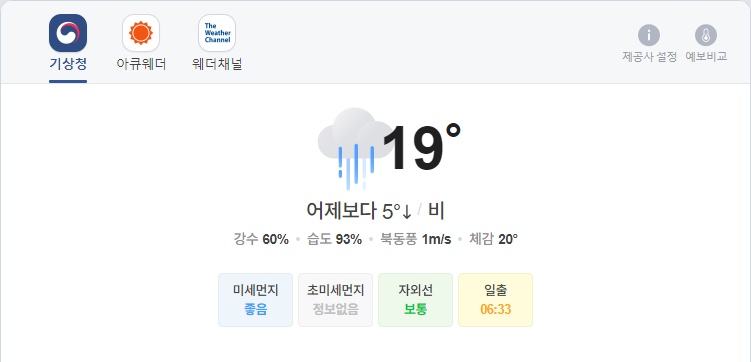 The
Weather
Channel
기상청 아큐웨더 웨더채널
제공사 설정 예보비교
19°
어제보다 5°↓ / 비
강수 60% • 습도 93% • 북동풍 1m/s • 체감 20°
미세먼지 초미세먼지 자외선 일출
좋음 정보없음 보통 06:33